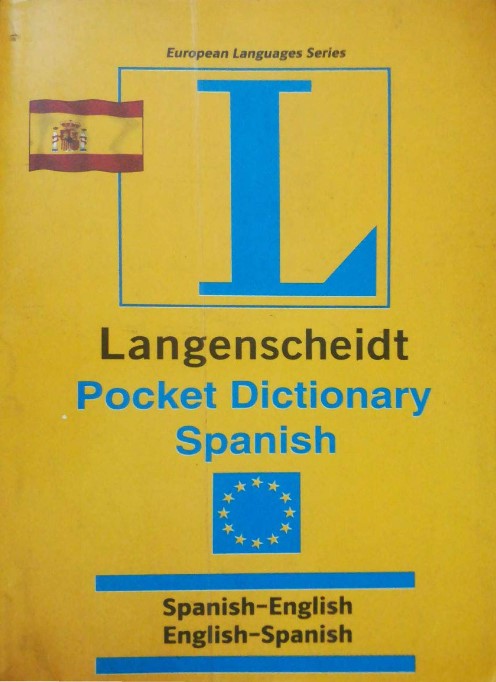 European Languages Series
L
Langenscheidt
Pocket Dictionary
Spanish
Spanish–English
English–Spanish